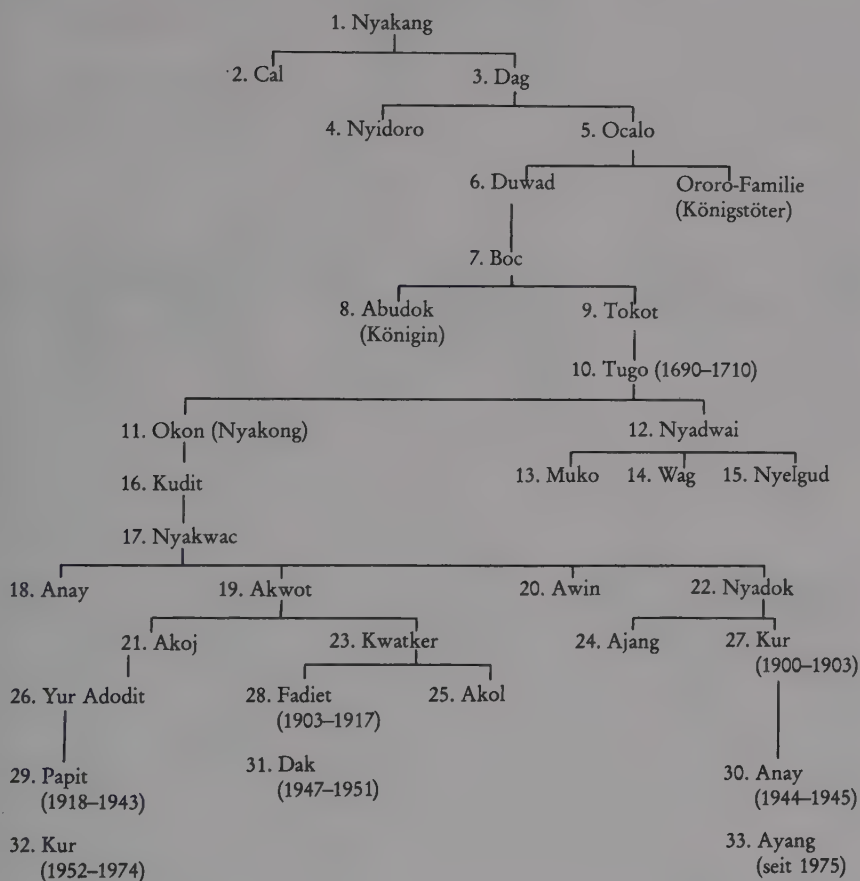 1. Nyakang
2. Cal
3. Dag
4. Nyidoro
5. Ocalo
6. Duwad
Ororo-Familie
(Königstöter)
7. Boc
8. Abudok
(Königin)
9. Tokot
10. Tugo (1690–1710)
11. Okon (Nyakong)
12. Nyadwai
13. Muko
14. Wag
15. Nyelgud
16. Kudit
17. Nyakwac
18. Anay
19. Akwot
20. Awin
22. Nyadok
21. Akoj
23. Kwatker
24. Ajang
27. Kur
(1900–1903)
26. Yur Adodit
28. Fadiet
(1903–1917)
25. Akol
29. Papit
(1918–1943)
31. Dak
(1947–1951)
30. Anay
(1944–1945)
32. Kur
(1952–1974)
33. Ayang
(seit 1975)